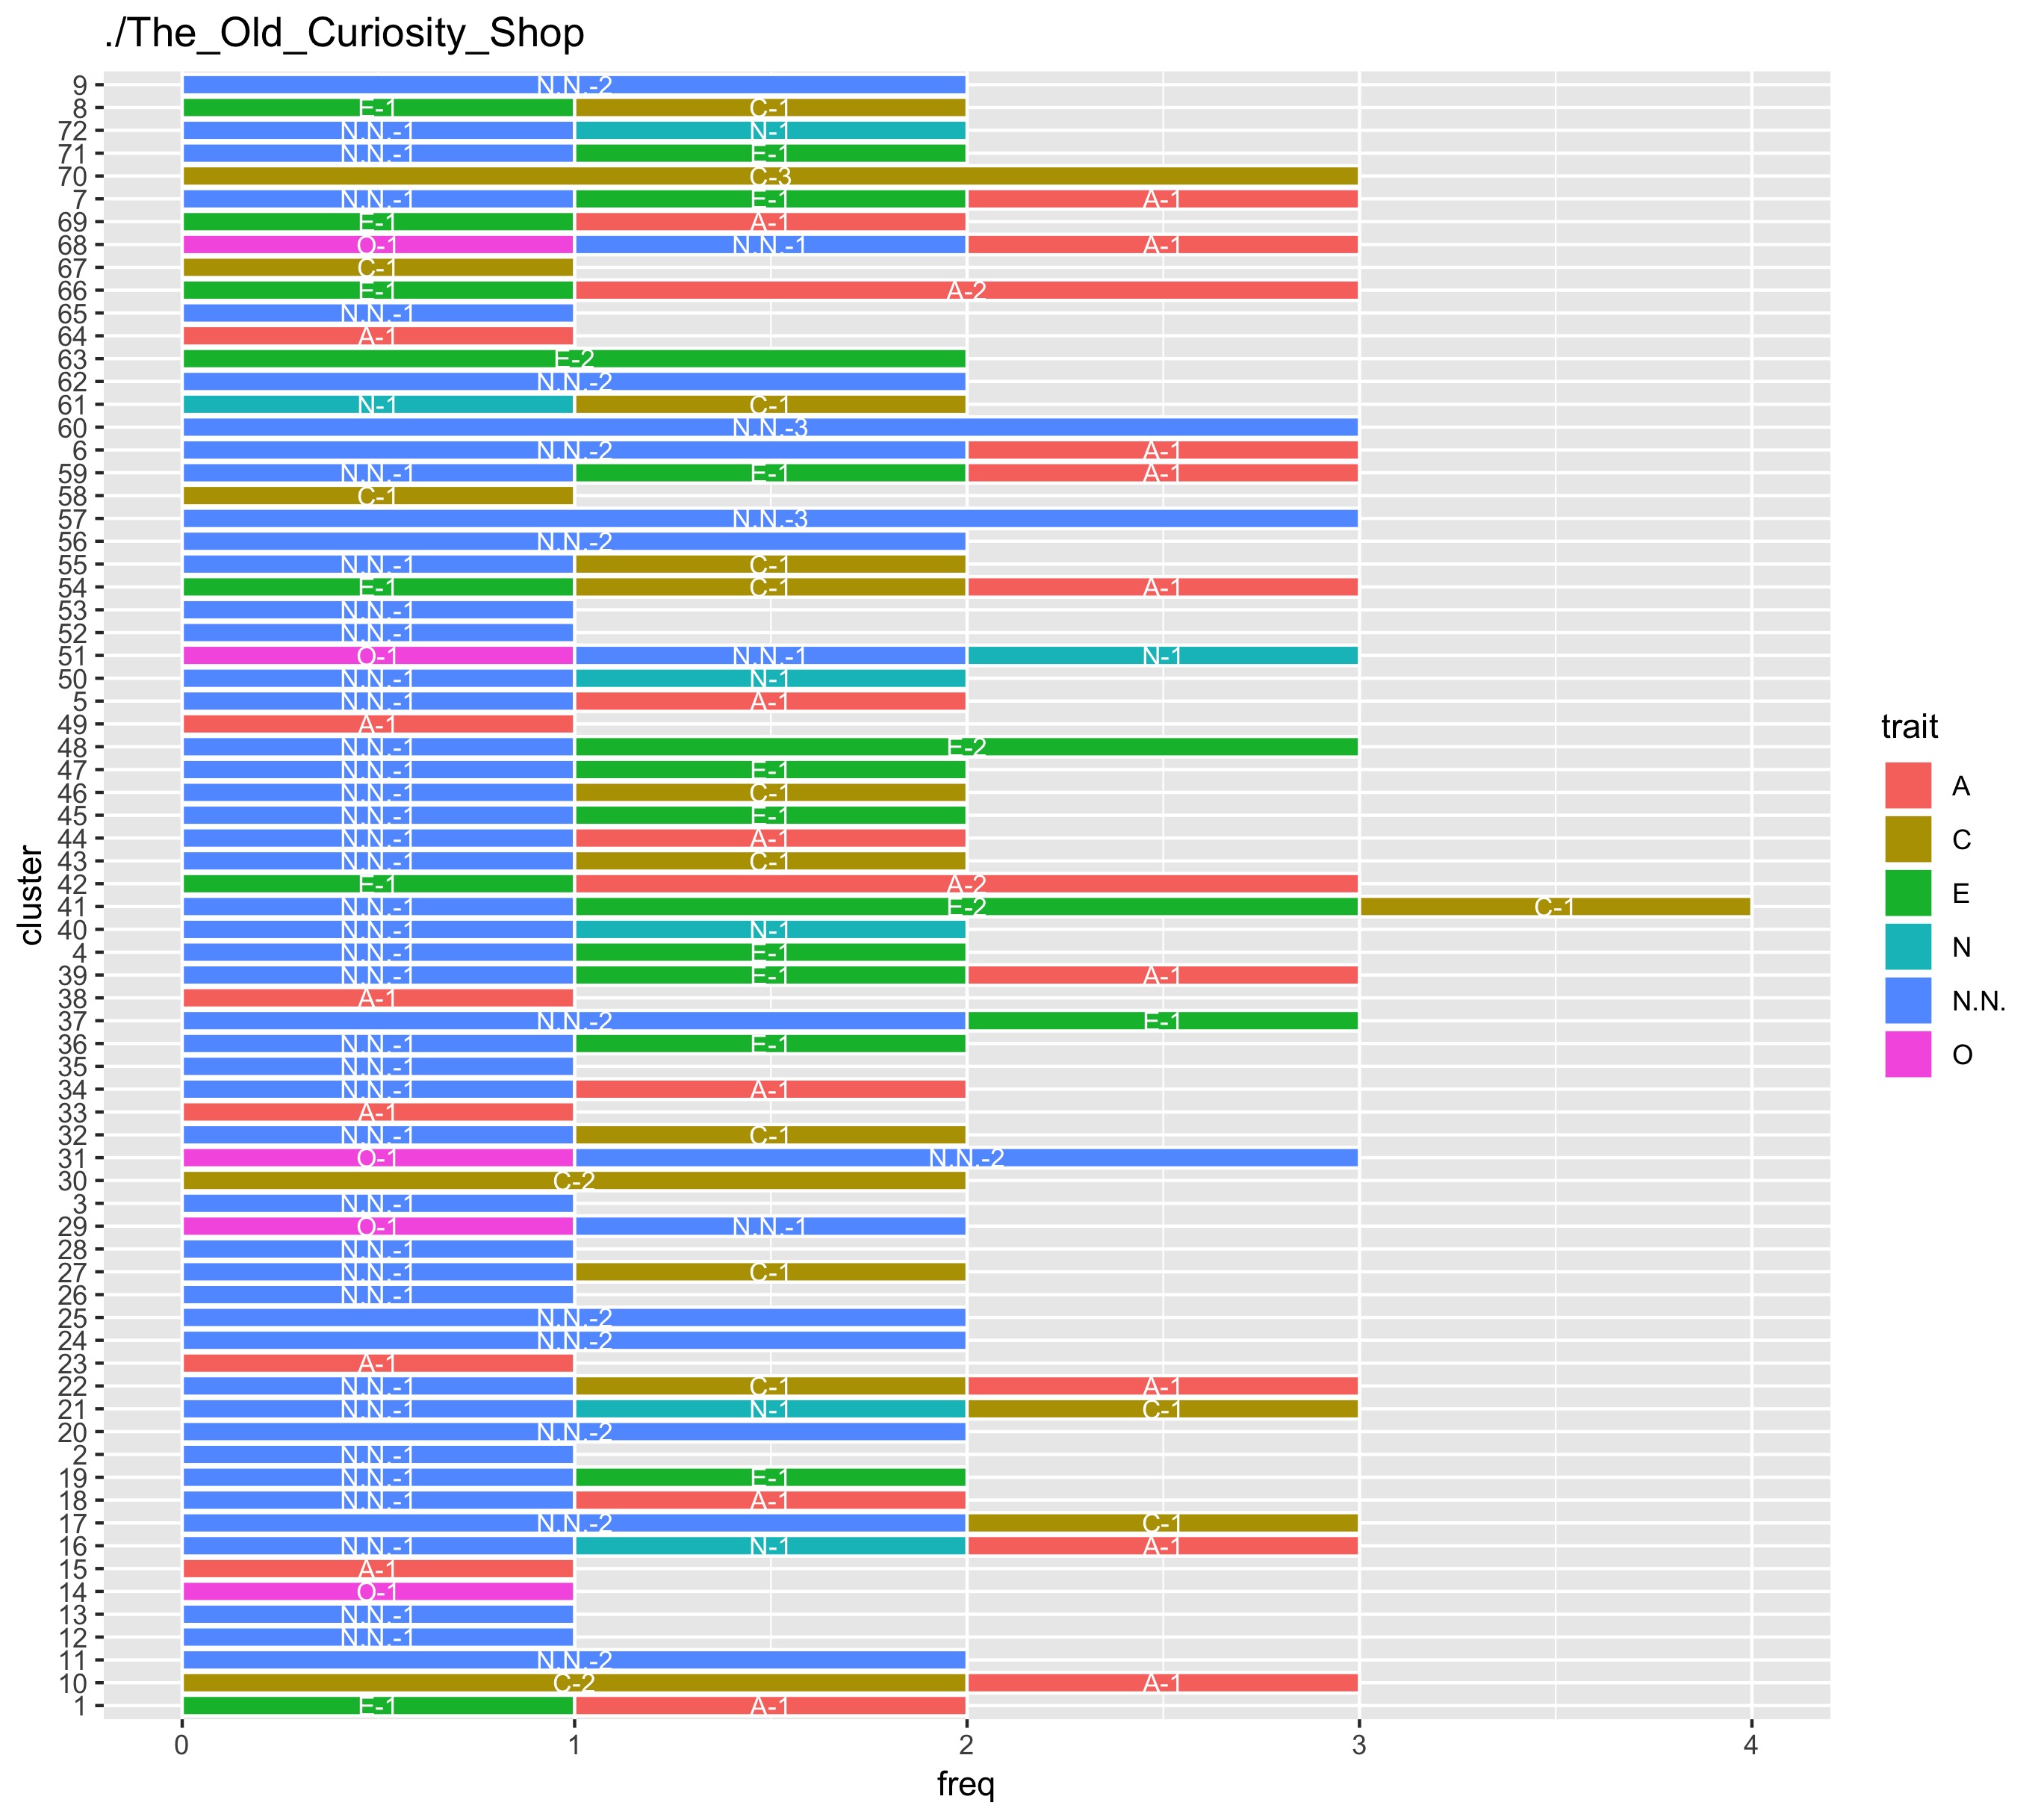 ./The_Old_Curiosity_Shop
9 N.N.-2
8 E-1 C-1
72 N.N.-1 N-1
71 N.N.-1 E-1
70 C-3
7 N.N.-1 E-1 A-1
69 E-1 A-1
68 O-1 N.N.-1 A-1
67 C-1
66 E-1 A-2
65 N.N.-1
64 A-1
63 E-2
62 N.N.-2
61 N-1 C-1
60 N.N.-3
6 N.N.-2 A-1
59 N.N.-1 E-1 A-1
58 C-1
57 N.N.-3
56 N.N.-2
55 N.N.-1 C-1
54 E-1 C-1 A-1
53 N.N.-1
52 N.N.-1
51 O-1 N.N.-1 N-1
50 N.N.-1 N-1
5 N.N.-1 A-1
49 A-1
48 N.N.-1 E-2
47 N.N.-1 E-1
46 N.N.-1 C-1
45 N.N.-1 E-1
44 N.N.-1 A-1
43 N.N.-1 C-1
42 E-1 A-2
41 N.N.-1 E-2 C-1
40 N.N.-1 N-1
4 N.N.-1 E-1
39 N.N.-1 E-1 A-1
38 A-1
37 N.N.-2 E-1
36 N.N.-1 E-1
35 N.N.-1
34 N.N.-1 A-1
33 A-1
32 N.N.-1 C-1
31 O-1 N.N.-2
30 C-2
3 N.N.-1
29 O-1 N.N.-1
28 N.N.-1
27 N.N.-1 C-1
26 N.N.-1
25 N.N.-2
24 N.N.-2
23 A-1
22 N.N.-1 C-1 A-1
21 N.N.-1 N-1 C-1
20 N.N.-2
2 N.N.-1
19 N.N.-1 E-1
18 N.N.-1 A-1
17 N.N.-2 C-1
16 N.N.-1 N-1 A-1
15 A-1
14 O-1
13 N.N.-1
12 N.N.-1
11 N.N.-2
10 C-2 A-1
1 E-1 A-1
0 1 2 3 4
freq
cluster
trait
A
C
E
N
N.N.
O